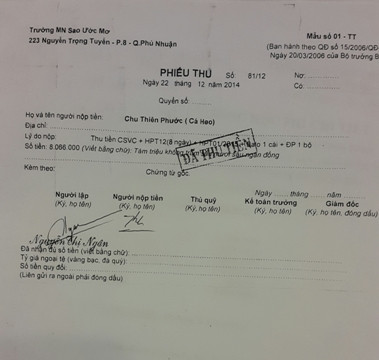 Trường MN Sao Ước Mơ
223 Nguyễn Trọng Tuyển - P.8 - Q.Phú Nhuận
Mẫu số 01 - TT
(Ban hành theo QĐ số 15/2006/QĐ
Ngày 20/03/2006 của Bộ trưởng B
PHIẾU THU Số: 81/12
Ngày 22 tháng 12 năm 2014
Nợ:
Có:
Quyển số:
Họ và tên người nộp tiền: Chu Thiên Phước ( Cà Hạo)
Địa chỉ:
Lý do nộp: Thu tiền CSVC + HPT12(8 ngày) + HPT01/ 1 cái + ĐP 1 bộ
Số tiền: 8.066.000 (Viết bằng chữ): Tám triệu không sáu ngàn đồng
ĐÃ THU TIỀN
Kèm theo: Chứng từ gốc.
Ngày ..... tháng ..... năm .....
Người lập Người nộp tiền Thủ quỹ Kế toán trưởng Giám đốc
(Ký, họ tên) (Ký, họ tên) (Ký, họ tên) (Ký, họ tên) (Ký, họ tên, đóng dấu)
Nguyễn Thị Ngân
Đã nhận đủ số tiền (viết bằng chữ):
Tỷ giá ngoại tệ (vàng bạc, đá quý):
Số tiền quy đổi:
(Liên gửi ra ngoài phải đóng dấu)